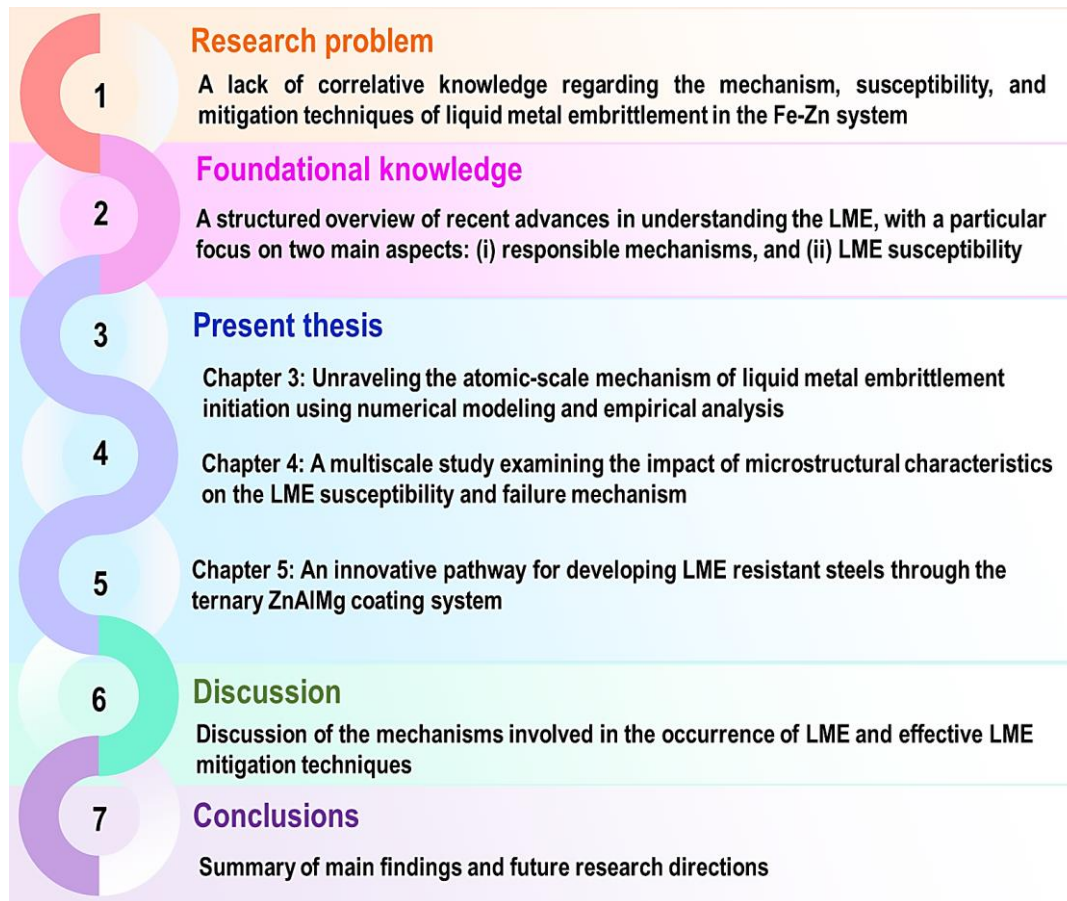 Research problem
1
A lack of correlative knowledge regarding the mechanism, susceptibility, and
mitigation techniques of liquid metal embrittlement in the Fe-Zn system
Foundational knowledge
2
A structured overview of recent advances in understanding the LME, with a particular
focus on two main aspects: (i) responsible mechanisms, and (ii) LME susceptibility
3
Present thesis
Chapter 3: Unraveling the atomic-scale mechanism of liquid metal embrittlement
initiation using numerical modeling and empirical analysis
4
Chapter 4: A multiscale study examining the impact of microstructural characteristics
on the LME susceptibility and failure mechanism
5
Chapter 5: An innovative pathway for developing LME resistant steels through the
ternary ZnAlMg coating system
6
Discussion
Discussion of the mechanisms involved in the occurrence of LME and effective LME
mitigation techniques
7
Conclusions
Summary of main findings and future research directions